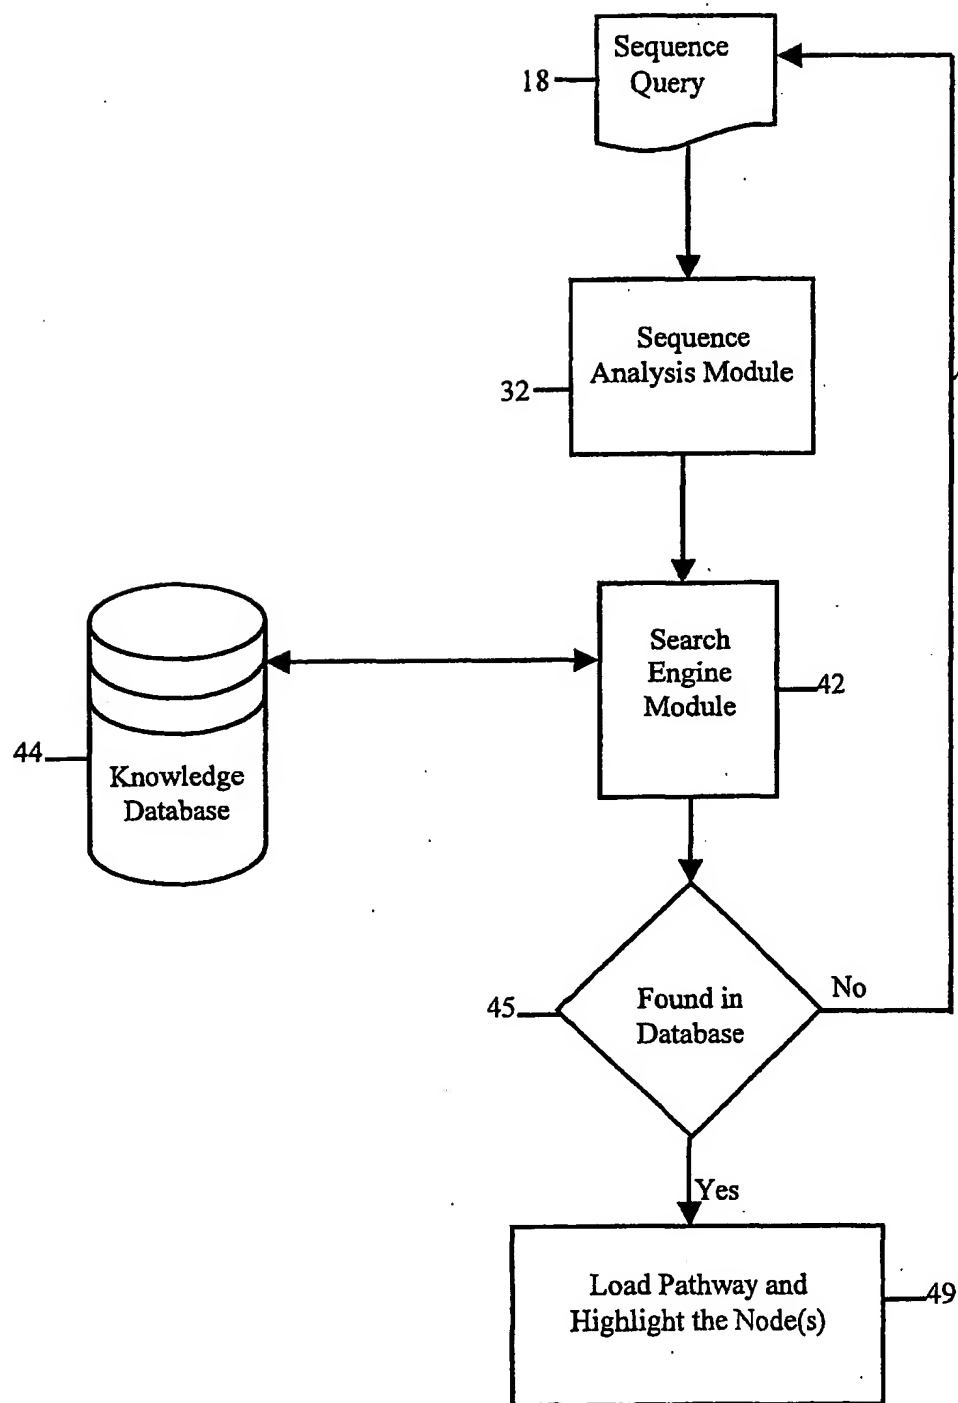 Sequence
Query
18
Sequence
Analysis Module
32
Search
Engine
Module
42
44
Knowledge
Database
45
Found in
Database
No
Yes
Load Pathway and
Highlight the Node(s)
49